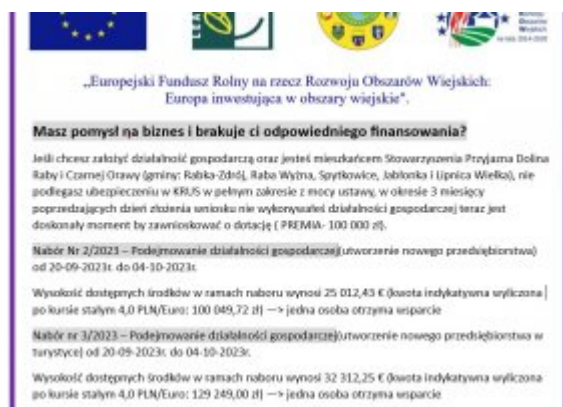 LEA
na lata 2014-2020
„Europejski Fundusz Rolny na rzecz Rozwoju Obszarów Wiejskich:
Europa inwestująca w obszary wiejskie".
Masz pomysł na biznes i brakuje ci odpowiedniego finansowania?
Jeśli chcesz założyć działalność gospodarczą oraz jesteś mieszkańcem Stowarzyszenia Przyjazna Dolina
Raby i Czarnej Orawy (gminy: Rabka-Zdrój, Raba Wyżna, Spytkowice, Jabłonka i Lipnica Wielka), nie
podlegasz ubezpieczeniu w KRUS w pełnym zakresie z mocy ustawy, w okresie 3 miesięcy
poprzedzających dzień złożenia wniosku nie wykonywałeś działalności gospodarczej teraz jest
doskonały moment by zawnioskować o dotację ( PREMIA- 100 000 zł).
Nabór Nr 2/2023 – Podejmowanie działalności gospodarczej(utworzenie nowego przedsiębiorstwa)
od 20-09-2023r. do 04-10-2023r.
Wysokość dostępnych środków w ramach naboru wynosi 25 012,43 € (kwota indykatywna wyliczona
po kursie stałym 4,0 PLN/Euro: 100 049,72 zł) —> jedna osoba otrzyma wsparcie
Nabór nr 3/2023 – Podejmowanie działalności gospodarczej(utworzenie nowego przedsiębiorstwa w
turystyce) od 20-09-2023r. do 04-10-2023r.
Wysokość dostępnych środków w ramach naboru wynosi 32 312,25 € (kwota indykatywna wyliczona
po kursie stałym 4,0 PLN/Euro: 129 249,00 zł) —> jedna osoba otrzyma wsparcie